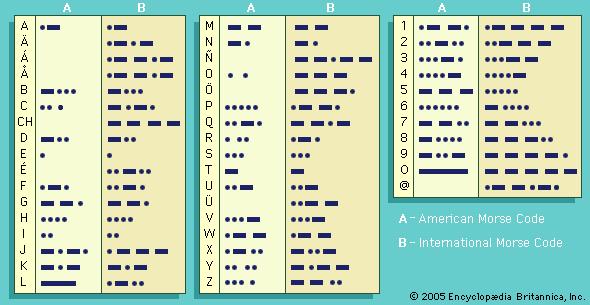 A B
A
Ä
Á
Å
B
C
CH
D
E
É
F
G
H
I
J
K
L
A B
M
N
Ñ
O
Ö
P
Q
R
S
T
U
Ü
V
W
X
Y
Z
A B
1
2
3
4
5
6
7
8
9
0
@
A - American Morse Code
B - International Morse Code
© 2005 Encyclopædia Britannica, Inc.